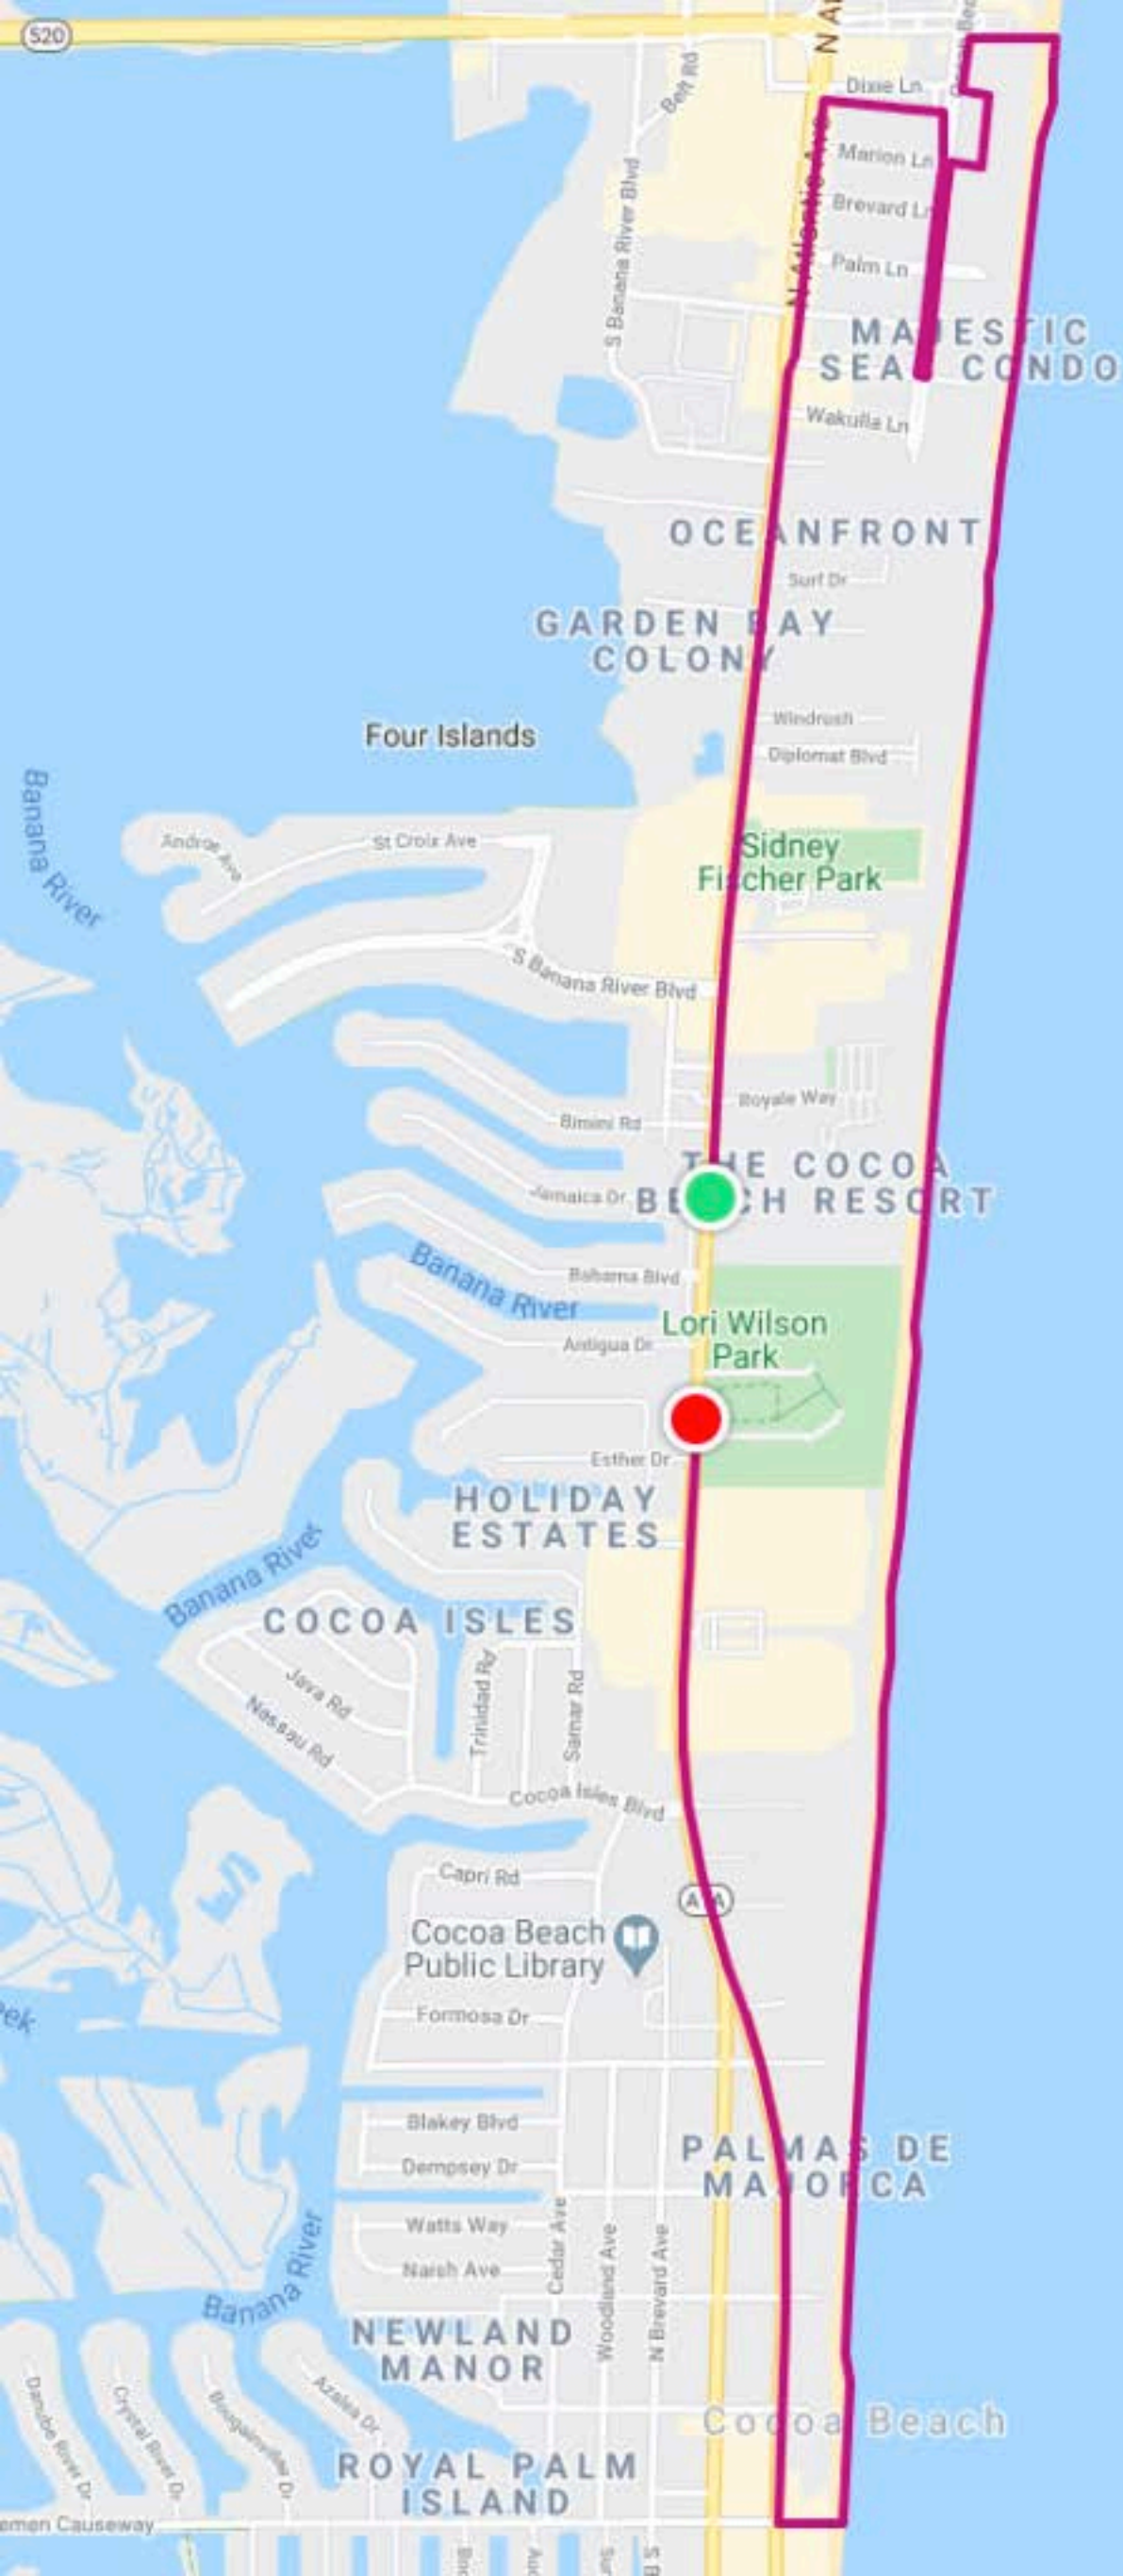 520
N At
Dixie Ln
Belt Rd
Marion Ln
N Atlantic Ave
Brevard Ln
S Banana River Blvd
Palm Ln
MAJESTIC
SEA CONDO
Wakulla Ln
OCEANFRONT
Surf Dr
GARDEN BAY
COLONY
Windrush
Diplomat Blvd
Four Islands
Banana River
Andros Ave
St Croix Ave
Sidney
Fischer Park
S Banana River Blvd
Royale Way
Bimini Rd
THE COCOA
BEACH RESORT
Jamaica Dr
Banana River
Bahama Blvd
Lori Wilson
Park
Antigua Dr
Esther Dr
HOLIDAY
ESTATES
Banana River
COCOA ISLES
Java Rd
Nassau Rd
Trinidad Rd
Samar Rd
Cocoa Isles Blvd
Capri Rd
A1A
Cocoa Beach
Public Library
eek
Formosa Dr
Blakey Blvd
Dempsey Dr
PALMAS DE
MAJORCA
Watts Way
Cedar Ave
Woodland Ave
N Brevard Ave
Naish Ave
Banana River
NEWLAND
MANOR
Danube River Dr
Crystal River Dr
Bougainvillea Dr
Azalea Dr
Cocoa Beach
ROYAL PALM
ISLAND
emen Causeway
S B